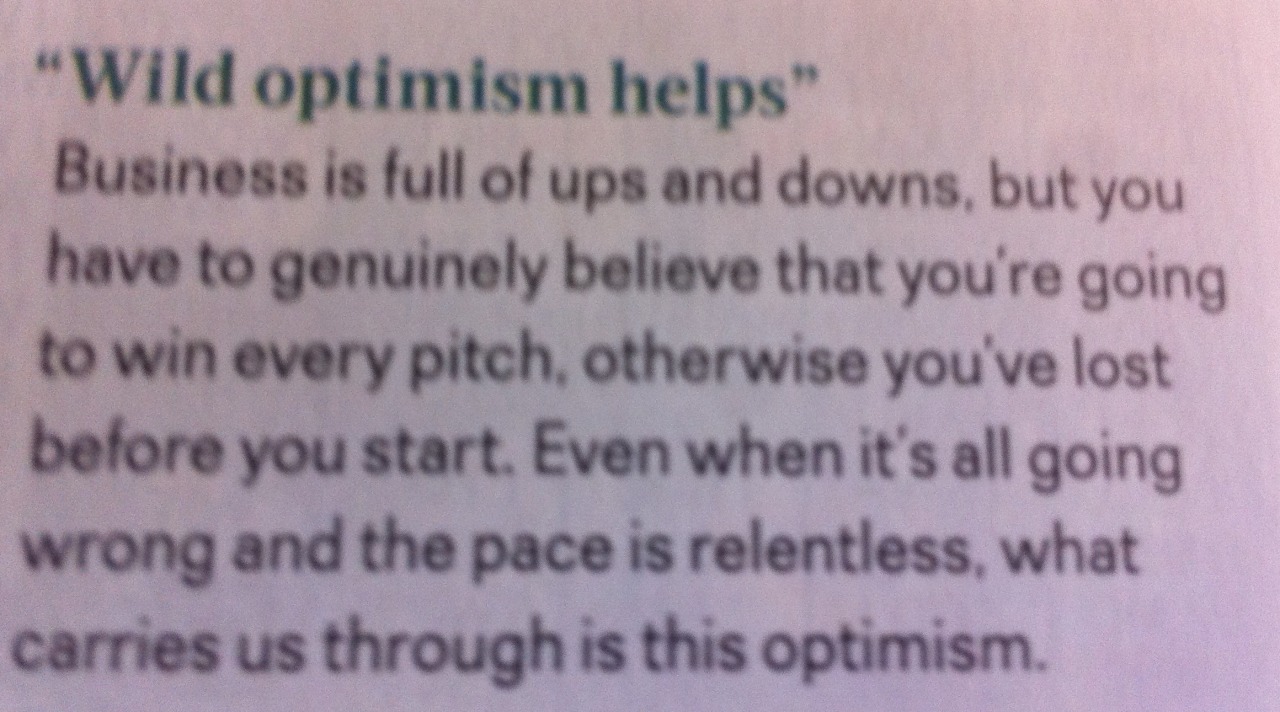 “Wild optimism helps”
Business is full of ups and downs, but you
have to genuinely believe that you're going
to win every pitch, otherwise you've lost
before you start. Even when it's all going
wrong and the pace is relentless, what
carries us through is this optimism.